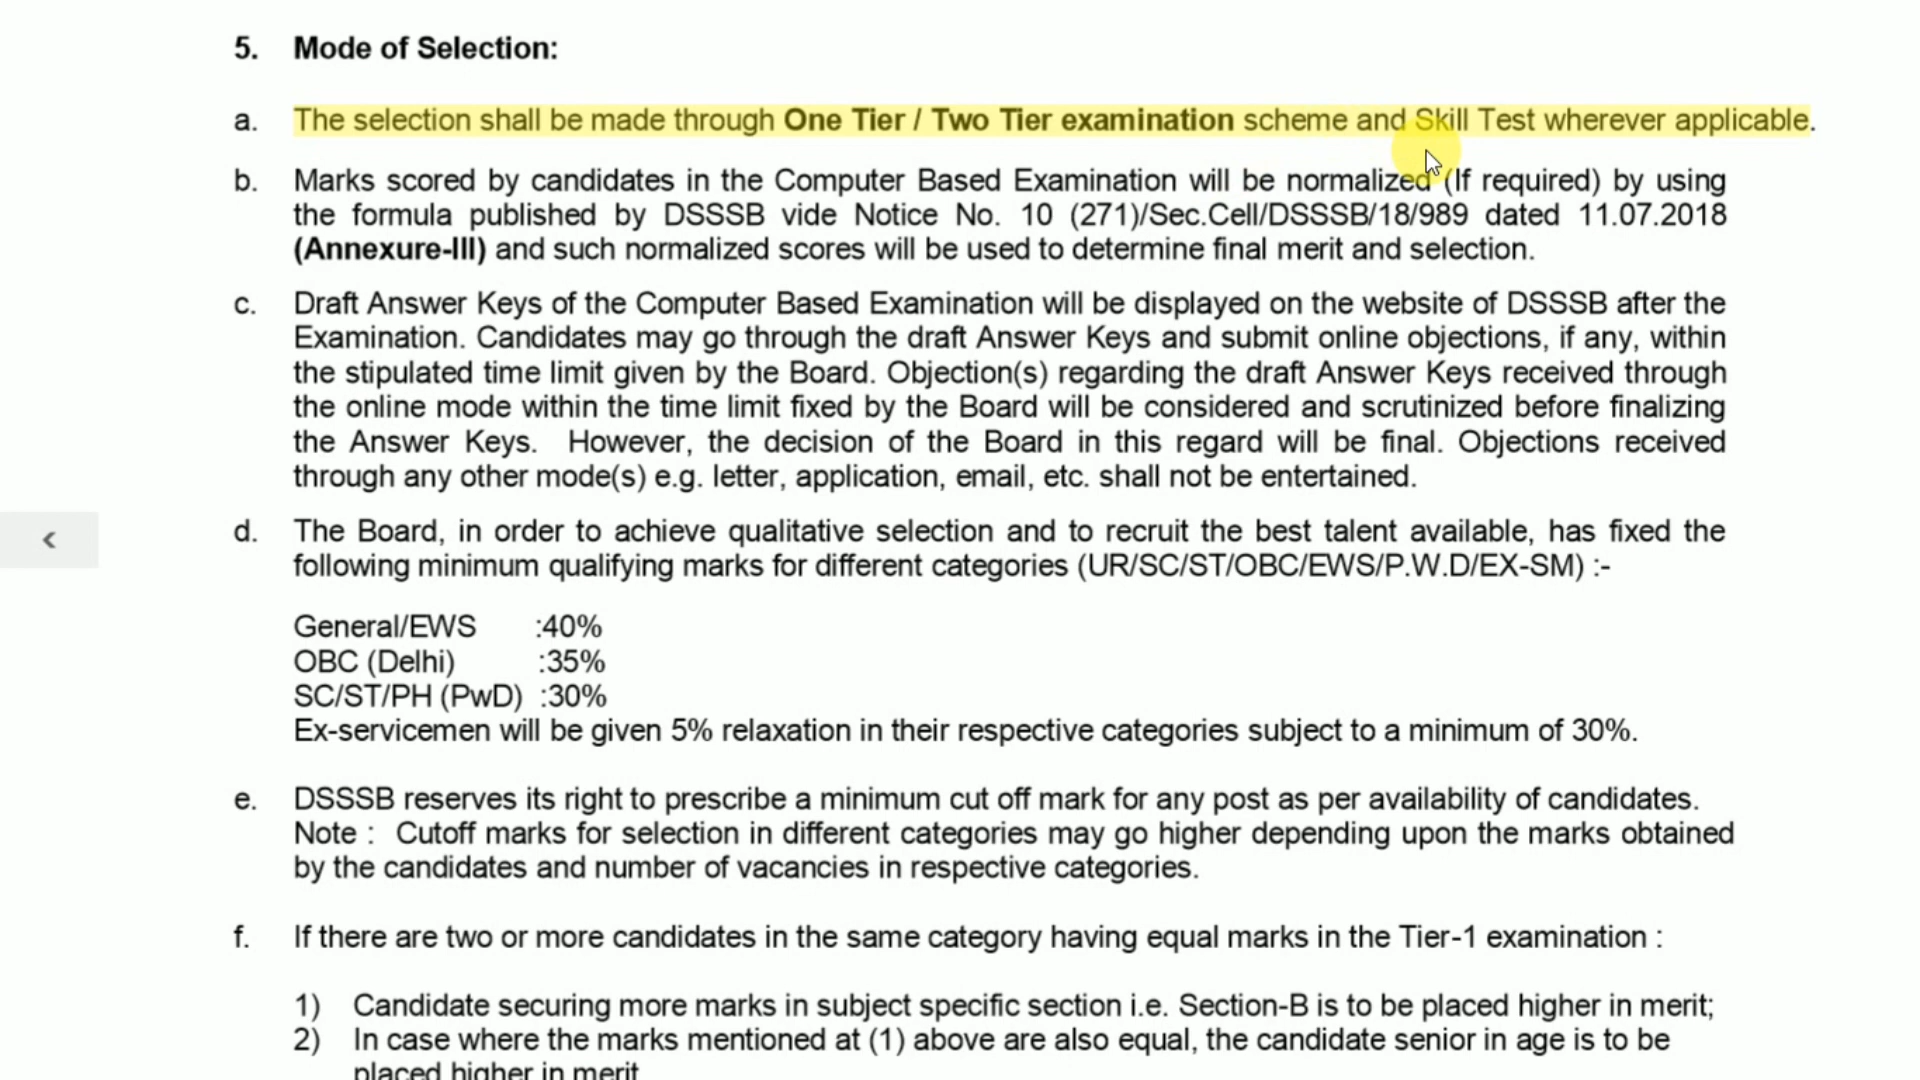 5. Mode of Selection:
a. The selection shall be made through One Tier / Two Tier examination scheme and Skill Test wherever applicable.
b. Marks scored by candidates in the Computer Based Examination will be normalized (If required) by using
the formula published by DSSSB vide Notice No. 10 (271)/Sec.Cell/DSSSB/18/989 dated 11.07.2018
(Annexure-III) and such normalized scores will be used to determine final merit and selection.
c. Draft Answer Keys of the Computer Based Examination will be displayed on the website of DSSSB after the
Examination. Candidates may go through the draft Answer Keys and submit online objections, if any, within
the stipulated time limit given by the Board. Objection(s) regarding the draft Answer Keys received through
the online mode within the time limit fixed by the Board will be considered and scrutinized before finalizing
the Answer Keys. However, the decision of the Board in this regard will be final. Objections received
through any other mode(s) e.g. letter, application, email, etc. shall not be entertained.
d. The Board, in order to achieve qualitative selection and to recruit the best talent available, has fixed the
following minimum qualifying marks for different categories (UR/SC/ST/OBC/EWS/P.W.D/EX-SM) :-
General/EWS :40%
OBC (Delhi) :35%
SC/ST/PH (PwD) :30%
Ex-servicemen will be given 5% relaxation in their respective categories subject to a minimum of 30%.
e. DSSSB reserves its right to prescribe a minimum cut off mark for any post as per availability of candidates.
Note : Cutoff marks for selection in different categories may go higher depending upon the marks obtained
by the candidates and number of vacancies in respective categories.
f. If there are two or more candidates in the same category having equal marks in the Tier-1 examination :
1) Candidate securing more marks in subject specific section i.e. Section-B is to be placed higher in merit;
2) In case where the marks mentioned at (1) above are also equal, the candidate senior in age is to be
placed higher in merit